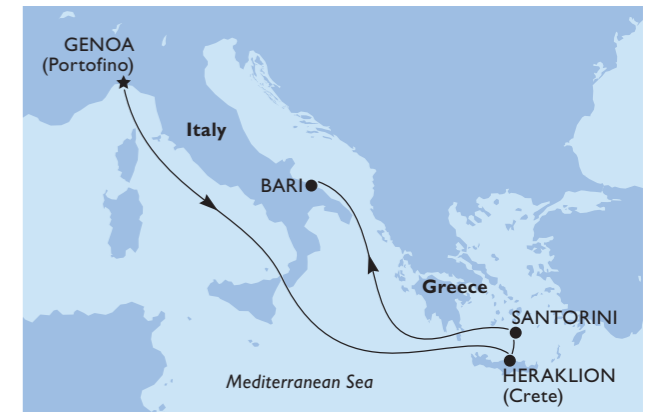 GENOA
(Portofino)
Italy
BARI
Greece
SANTORINI
HERAKLION
(Crete)
Mediterranean Sea